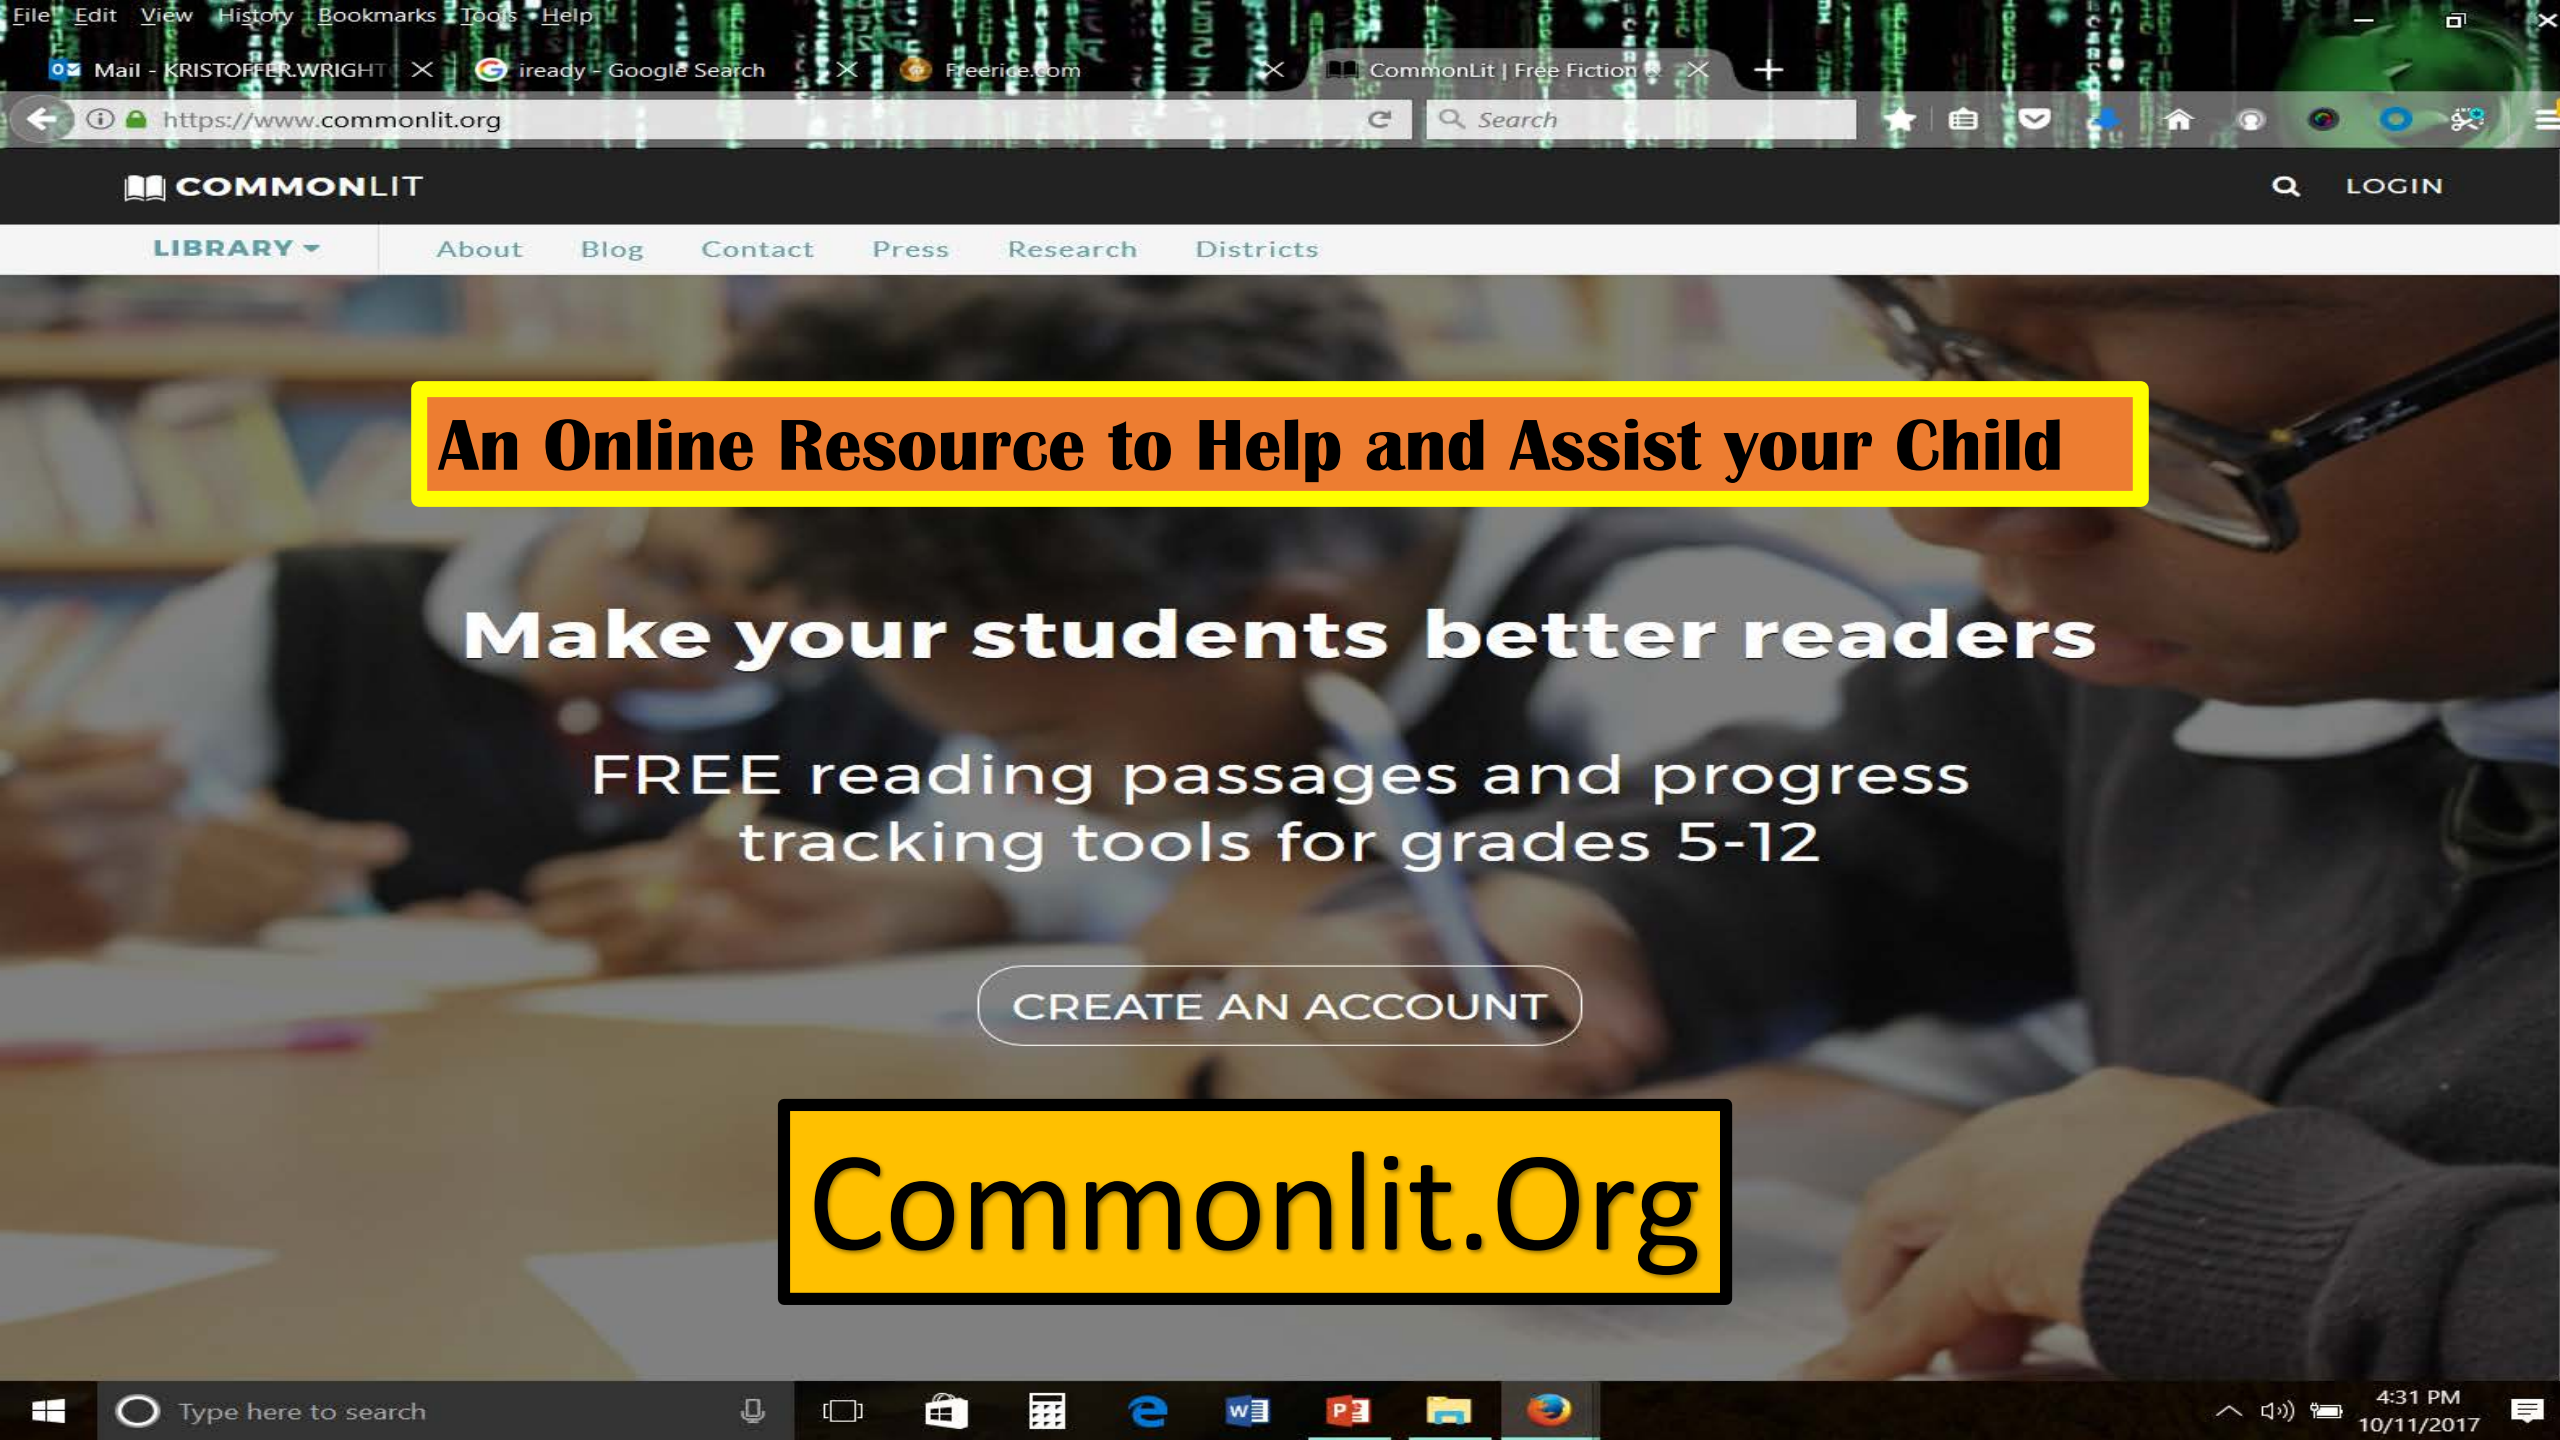 File Edit View History Bookmarks Tools Help
Mail - KRISTOFFER.WRIGHT iready - Google Search Freerice.com CommonLit | Free Fiction &
https://www.commonlit.org Search
COMMONLIT LOGIN
LIBRARY About Blog Contact Press Research Districts
An Online Resource to Help and Assist your Child
Make your students better readers
FREE reading passages and progress
tracking tools for grades 5-12
CREATE AN ACCOUNT
Commonlit.Org
Type here to search
4:31 PM
10/11/2017